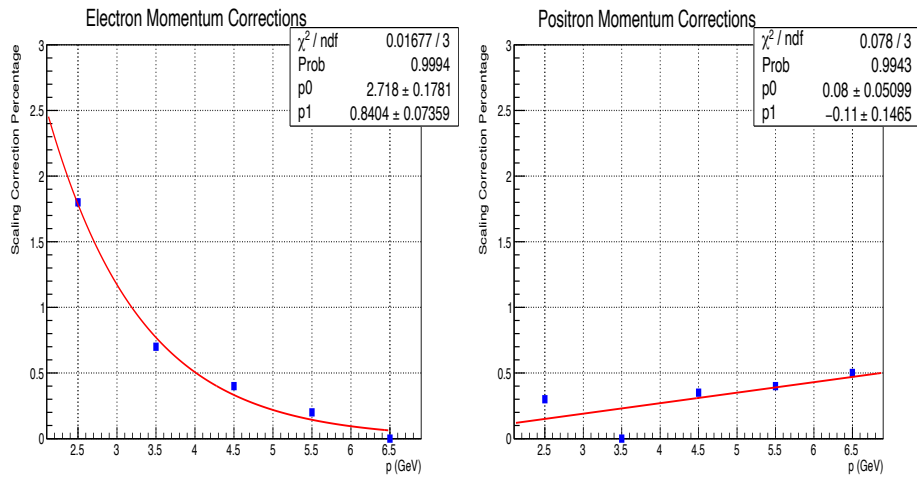 Electron Momentum Corrections
χ² / ndf 0.01677 / 3
Prob 0.9994
p0 2.718 ± 0.1781
p1 0.8404 ± 0.07359
Scaling Correction Percentage
3
2.5
2
1.5
1
0.5
0
2.5 3 3.5 4 4.5 5 5.5 6 6.5
p (GeV)
Positron Momentum Corrections
χ² / ndf 0.078 / 3
Prob 0.9943
p0 0.08 ± 0.05099
p1 −0.11 ± 0.1465
Scaling Correction Percentage
3
2.5
2
1.5
1
0.5
0
2.5 3 3.5 4 4.5 5 5.5 6 6.5
p (GeV)